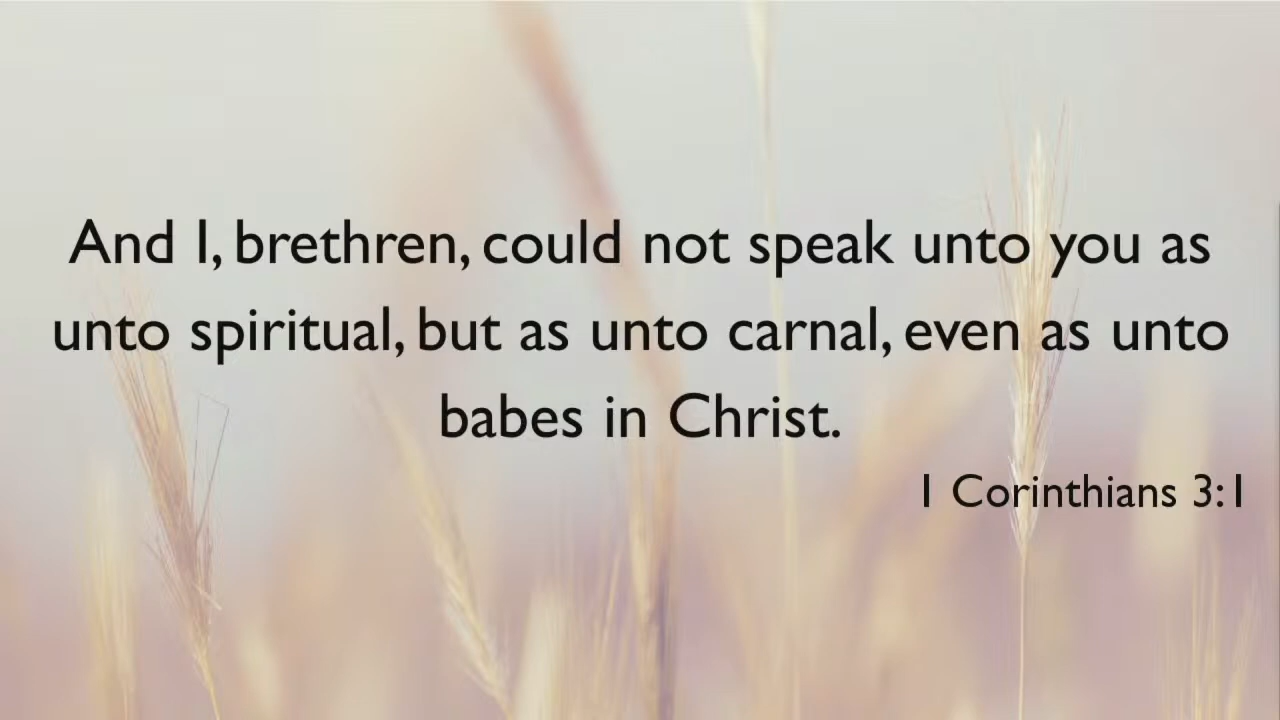 And I, brethren, could not speak unto you as
unto spiritual, but as unto carnal, even as unto
babes in Christ.
1 Corinthians 3:1